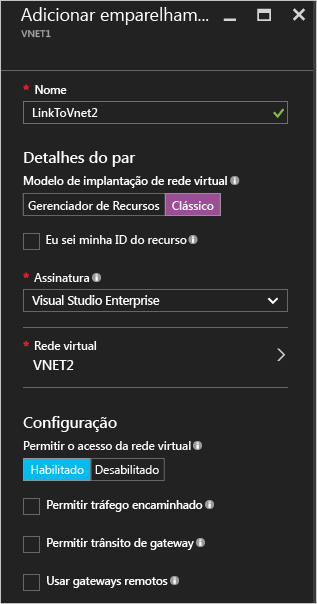 Adicionar emparelham...
VNET1
* Nome
LinkToVnet2
Detalhes do par
Modelo de implantação de rede virtual
Gerenciador de Recursos Clássico
Eu sei minha ID do recurso
* Assinatura
Visual Studio Enterprise
* Rede virtual
VNET2
Configuração
Permitir o acesso da rede virtual
Habilitado Desabilitado
Permitir tráfego encaminhado
Permitir trânsito de gateway
Usar gateways remotos